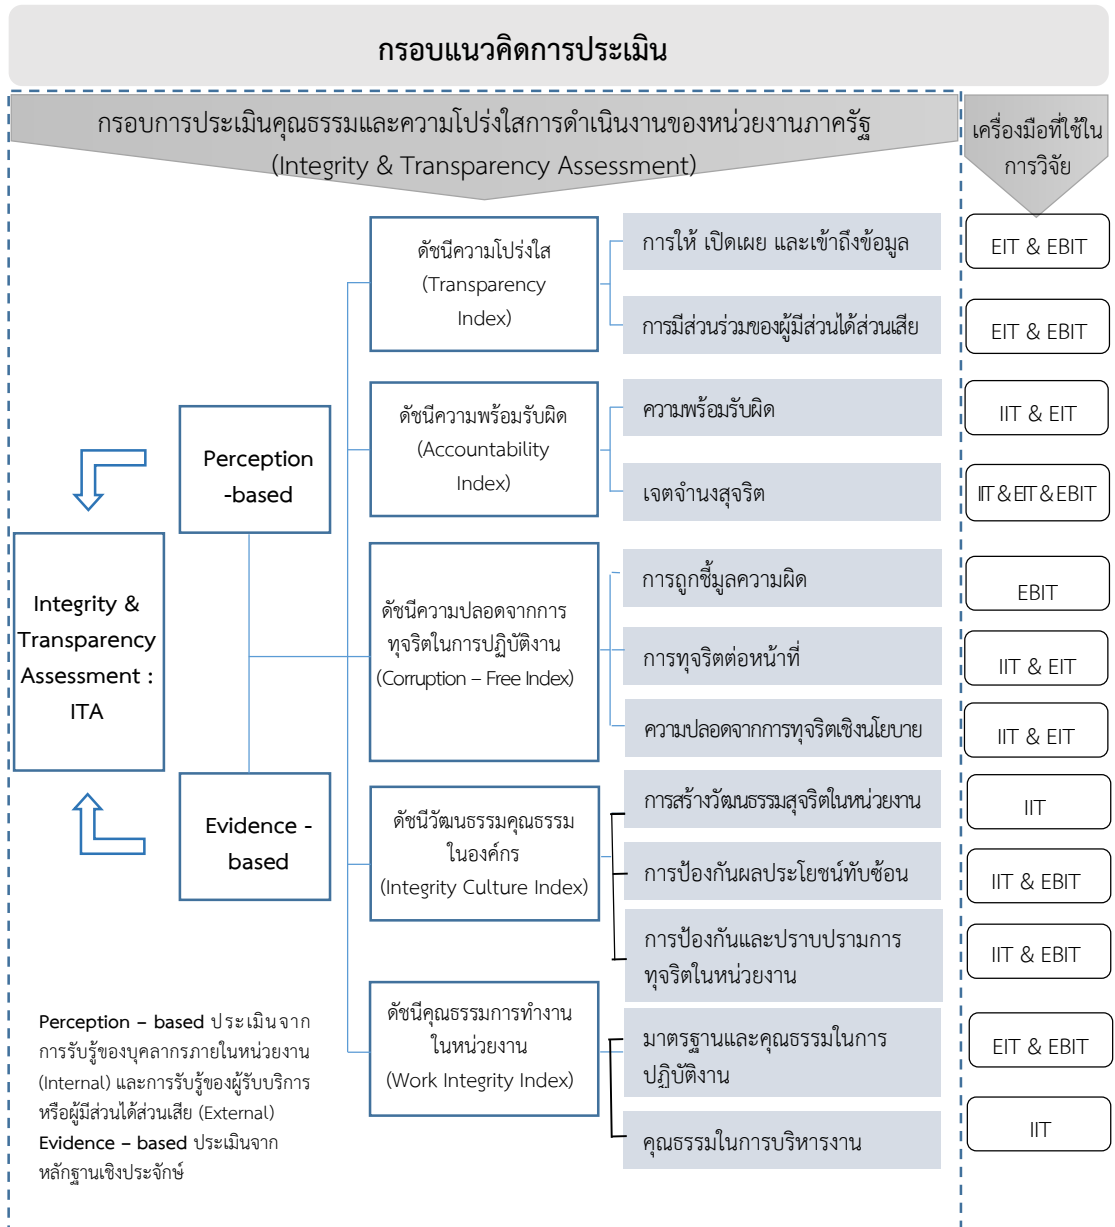 กรอบแนวคิดการประเมิน
กรอบการประเมินคุณธรรมและความโปร่งใสการดำเนินงานของหน่วยงานภาครัฐ
(Integrity & Transparency Assessment)
เครื่องมือที่ใช้ใน
การวิจัย
Integrity &
Transparency
Assessment :
ITA
Perception
-based
Evidence -
based
ดัชนีความโปร่งใส
(Transparency
Index)
การให้ เปิดเผย และเข้าถึงข้อมูล
EIT & EBIT
การมีส่วนร่วมของผู้มีส่วนได้ส่วนเสีย
EIT & EBIT
ดัชนีความพร้อมรับผิด
(Accountability
Index)
ความพร้อมรับผิด
IIT & EIT
เจตจำนงสุจริต
IIT & EIT & EBIT
ดัชนีความปลอดจากการ
ทุจริตในการปฏิบัติงาน
(Corruption – Free Index)
การถูกชี้มูลความผิด
EBIT
การทุจริตต่อหน้าที่
IIT & EIT
ความปลอดจากการทุจริตเชิงนโยบาย
IIT & EIT
ดัชนีวัฒนธรรมคุณธรรม
ในองค์กร
(Integrity Culture Index)
การสร้างวัฒนธรรมสุจริตในหน่วยงาน
IIT
การป้องกันผลประโยชน์ทับซ้อน
IIT & EBIT
การป้องกันและปราบปรามการ
ทุจริตในหน่วยงาน
IIT & EBIT
ดัชนีคุณธรรมการทำงาน
ในหน่วยงาน
(Work Integrity Index)
มาตรฐานและคุณธรรมในการ
ปฏิบัติงาน
EIT & EBIT
คุณธรรมในการบริหารงาน
IIT
Perception – based ประเมินจาก
การรับรู้ของบุคลากรภายในหน่วยงาน
(Internal) และการรับรู้ของผู้รับบริการ
หรือผู้มีส่วนได้ส่วนเสีย (External)
Evidence – based ประเมินจาก
หลักฐานเชิงประจักษ์